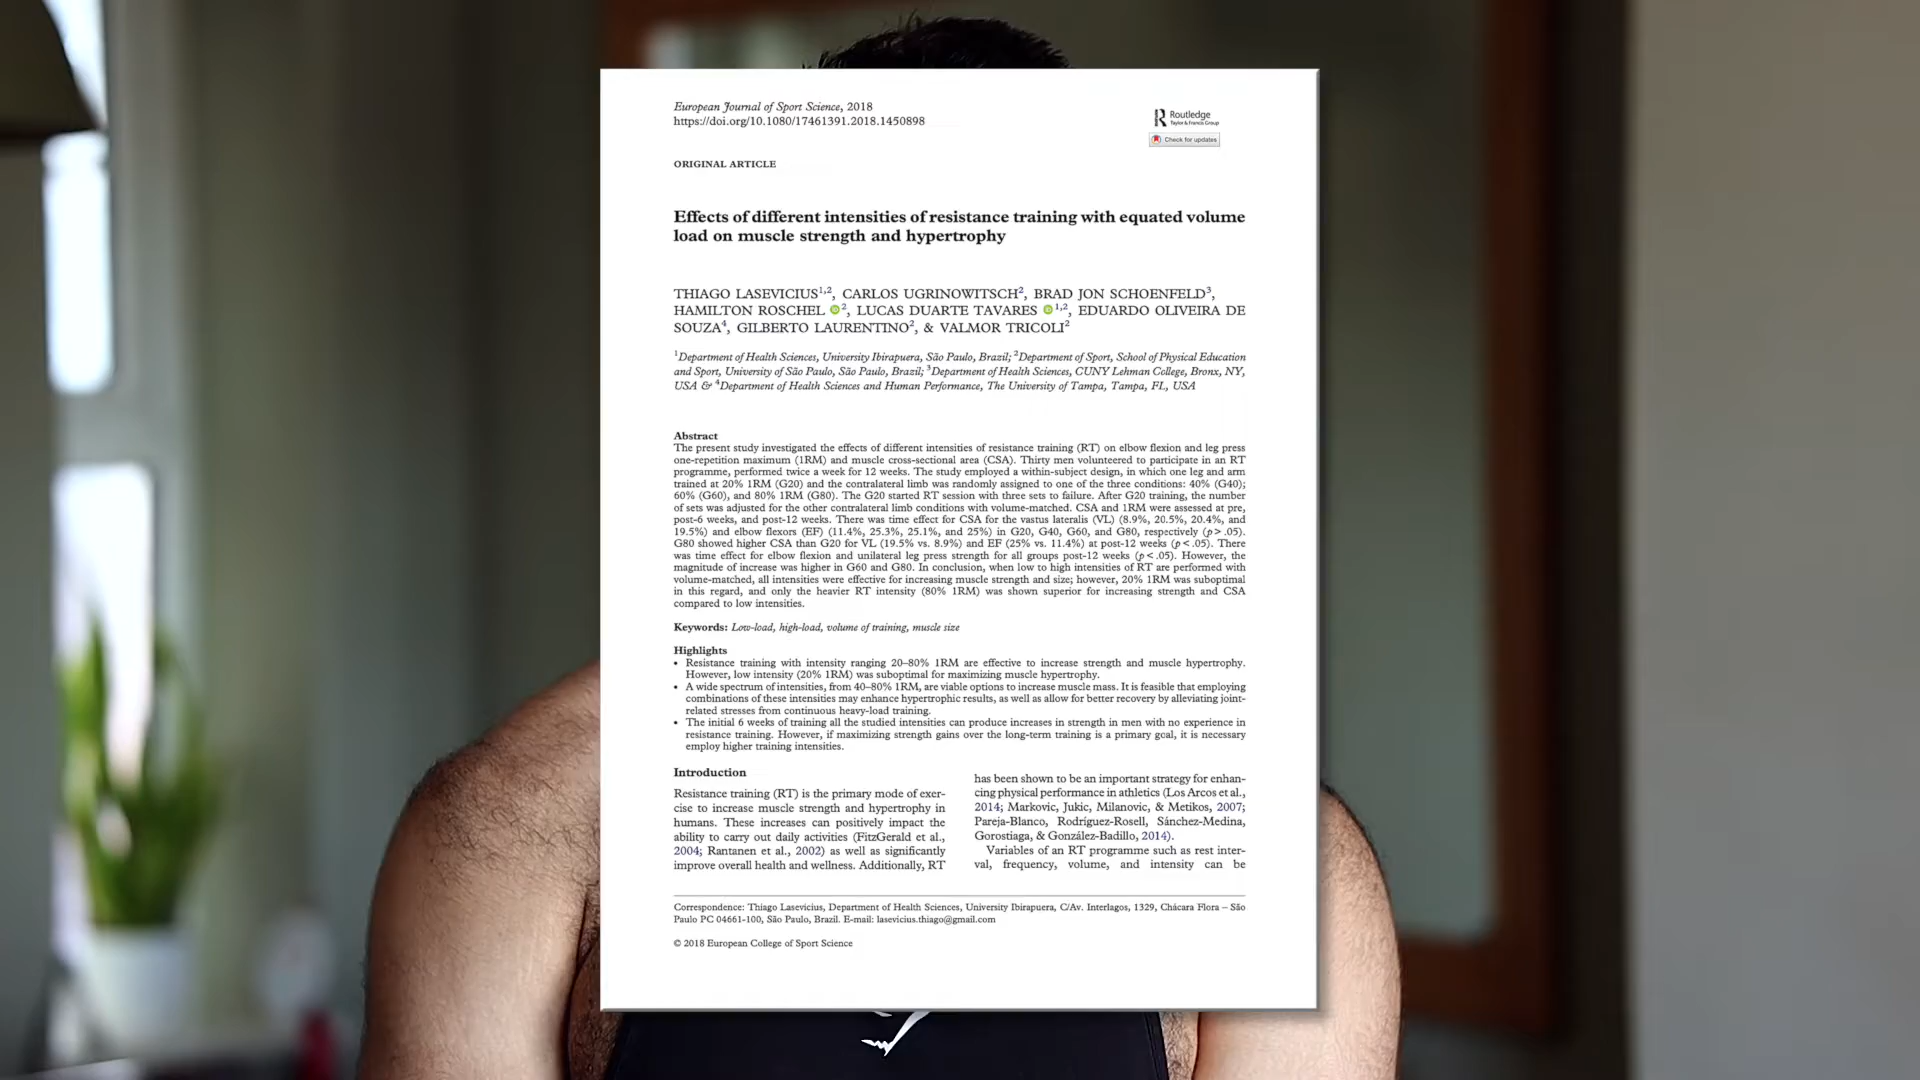 European Journal of Sport Science, 2018
https://doi.org/10.1080/17461391.2018.1450898
Routledge
Taylor & Francis Group
Check for updates
ORIGINAL ARTICLE
Effects of different intensities of resistance training with equated volume
load on muscle strength and hypertrophy
THIAGO LASEVICIUS1,2, CARLOS UGRINOWITSCH2, BRAD JON SCHOENFELD3,
HAMILTON ROSCHEL 2, LUCAS DUARTE TAVARES 1,2, EDUARDO OLIVEIRA DE
SOUZA4, GILBERTO LAURENTINO2, & VALMOR TRICOLI2
1Department of Health Sciences, University Ibirapuera, São Paulo, Brazil; 2Department of Sport, School of Physical Education
and Sport, University of São Paulo, São Paulo, Brazil; 3Department of Health Sciences, CUNY Lehman College, Bronx, NY,
USA & 4Department of Health Sciences and Human Performance, The University of Tampa, Tampa, FL, USA
Abstract
The present study investigated the effects of different intensities of resistance training (RT) on elbow flexion and leg press
one-repetition maximum (1RM) and muscle cross-sectional area (CSA). Thirty men volunteered to participate in an RT
programme, performed twice a week for 12 weeks. The study employed a within-subject design, in which one leg and arm
trained at 20% 1RM (G20) and the contralateral limb was randomly assigned to one of the three conditions: 40% (G40);
60% (G60), and 80% 1RM (G80). The G20 started RT session with three sets to failure. After G20 training, the number
of sets was adjusted for the other contralateral limb conditions with volume-matched. CSA and 1RM were assessed at pre,
post-6 weeks, and post-12 weeks. There was time effect for CSA for the vastus lateralis (VL) (8.9%, 20.5%, 20.4%, and
19.5%) and elbow flexors (EF) (11.4%, 25.3%, 25.1%, and 25%) in G20, G40, G60, and G80, respectively (p > .05).
G80 showed higher CSA than G20 for VL (19.5% vs. 8.9%) and EF (25% vs. 11.4%) at post-12 weeks (p < .05). There
was time effect for elbow flexion and unilateral leg press strength for all groups post-12 weeks (p < .05). However, the
magnitude of increase was higher in G60 and G80. In conclusion, when low to high intensities of RT are performed with
volume-matched, all intensities were effective for increasing muscle strength and size; however, 20% 1RM was suboptimal
in this regard, and only the heavier RT intensity (80% 1RM) was shown superior for increasing strength and CSA
compared to low intensities.
Keywords: Low-load, high-load, volume of training, muscle size
Highlights
• Resistance training with intensity ranging 20–80% 1RM are effective to increase strength and muscle hypertrophy.
However, low intensity (20% 1RM) was suboptimal for maximizing muscle hypertrophy.
• A wide spectrum of intensities, from 40–80% 1RM, are viable options to increase muscle mass. It is feasible that employing
combinations of these intensities may enhance hypertrophic results, as well as allow for better recovery by alleviating joint-
related stresses from continuous heavy-load training.
• The initial 6 weeks of training all the studied intensities can produce increases in strength in men with no experience in
resistance training. However, if maximizing strength gains over the long-term training is a primary goal, it is necessary
employ higher training intensities.
Introduction
Resistance training (RT) is the primary mode of exer-
cise to increase muscle strength and hypertrophy in
humans. These increases can positively impact the
ability to carry out daily activities (FitzGerald et al.,
2004; Rantanen et al., 2002) as well as significantly
improve overall health and wellness. Additionally, RT
has been shown to be an important strategy for enhan-
cing physical performance in athletics (Los Arcos et al.,
2014; Markovic, Jukic, Milanovic, & Metikos, 2007;
Pareja-Blanco, Rodríguez-Rosell, Sánchez-Medina,
Gorostiaga, & González-Badillo, 2014).
Variables of an RT programme such as rest inter-
val, frequency, volume, and intensity can be
Correspondence: Thiago Lasevicius, Department of Health Sciences, University Ibirapuera, C/Av. Interlagos, 1329, Chácara Flora – São
Paulo PC 04661-100, São Paulo, Brazil. E-mail: lasevicius.thiago@gmail.com
© 2018 European College of Sport Science